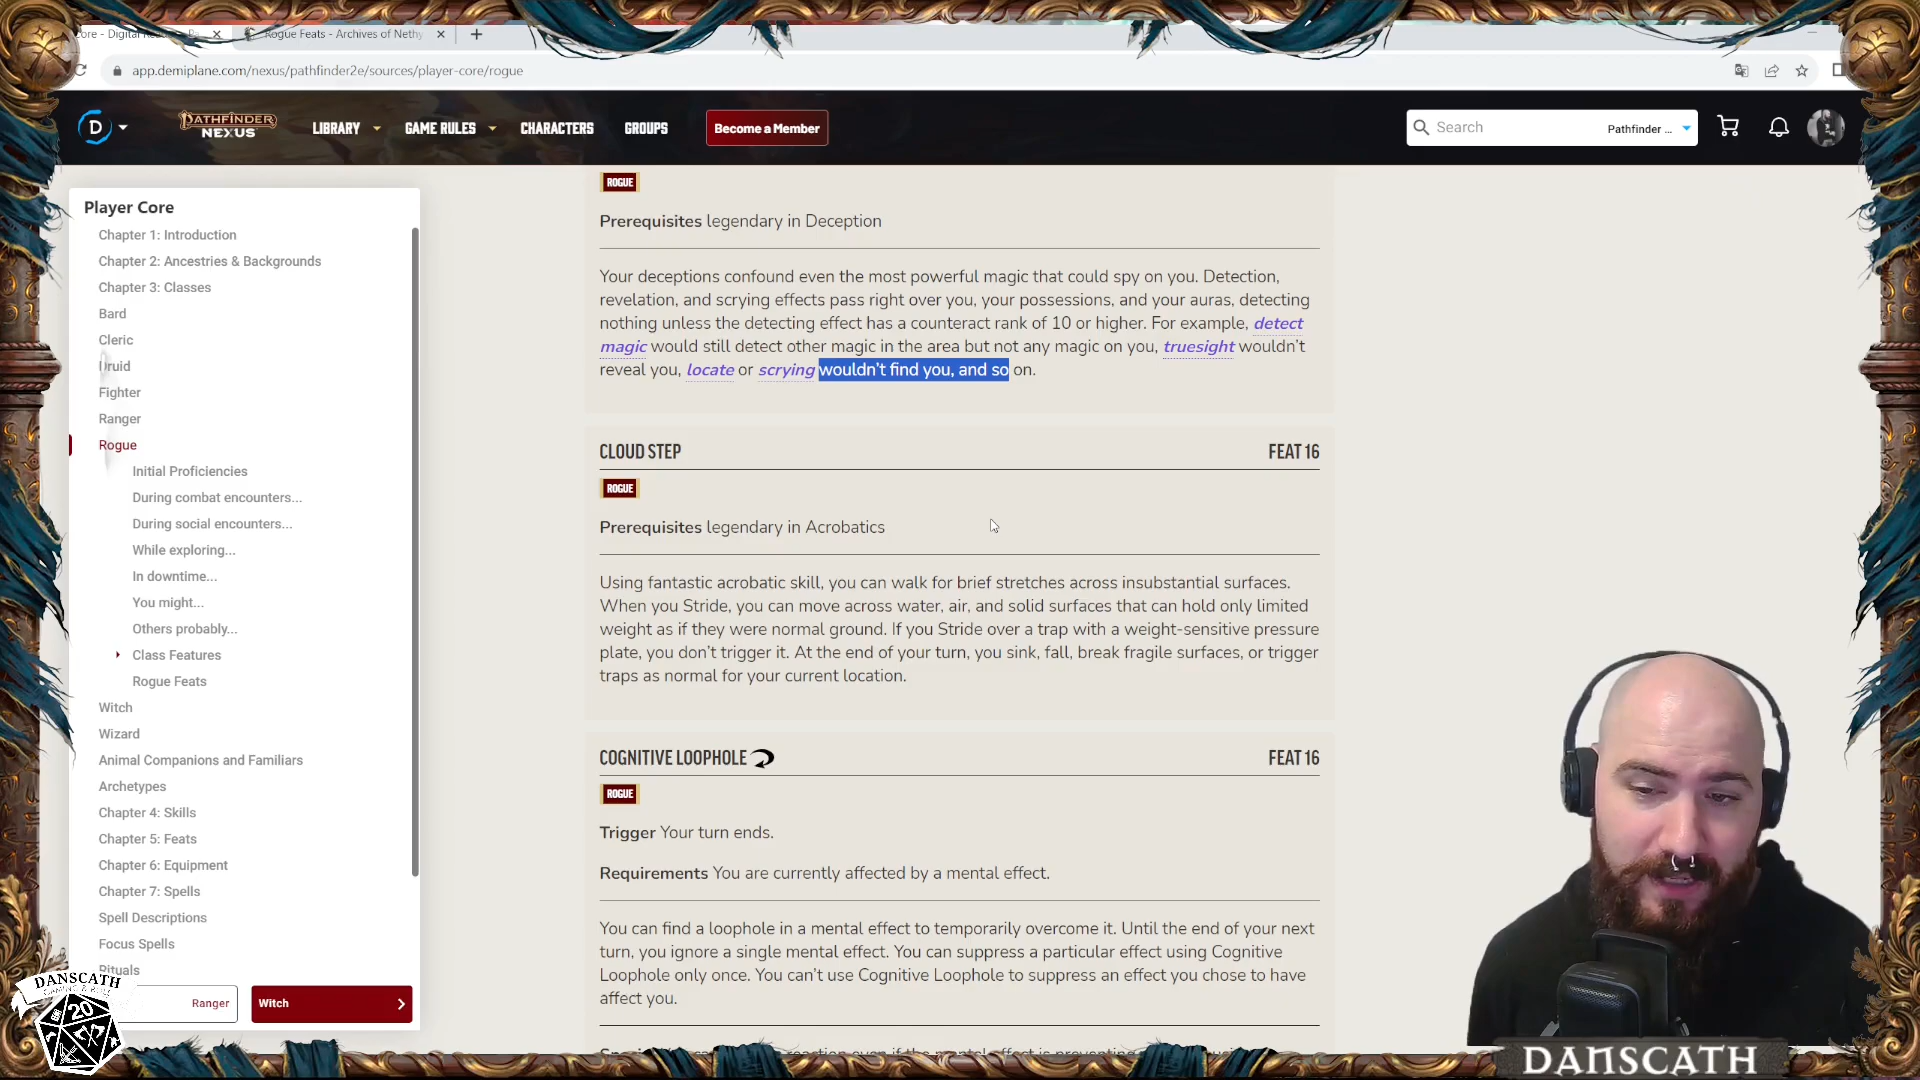 Core - Digital Rea
Rogue Feats - Archives of Nethy
app.demiplane.com/nexus/pathfinder2e/sources/player-core/rogue
D
PATHFINDER
NEXUS
LIBRARY
GAME RULES
CHARACTERS
GROUPS
Become a Member
Search
Pathfinder ...
Player Core
Chapter 1: Introduction
Chapter 2: Ancestries & Backgrounds
Chapter 3: Classes
Bard
Cleric
Druid
Fighter
Ranger
Rogue
Initial Proficiencies
During combat encounters...
During social encounters...
While exploring...
In downtime...
You might...
Others probably...
Class Features
Rogue Feats
Witch
Wizard
Animal Companions and Familiars
Archetypes
Chapter 4: Skills
Chapter 5: Feats
Chapter 6: Equipment
Chapter 7: Spells
Spell Descriptions
Focus Spells
Rituals
Ranger
Witch
ROGUE
Prerequisites legendary in Deception
Your deceptions confound even the most powerful magic that could spy on you. Detection,
revelation, and scrying effects pass right over you, your possessions, and your auras, detecting
nothing unless the detecting effect has a counteract rank of 10 or higher. For example, detect
magic would still detect other magic in the area but not any magic on you, truesight wouldn't
reveal you, locate or scrying wouldn't find you, and so on.
CLOUD STEP
FEAT 16
ROGUE
Prerequisites legendary in Acrobatics
Using fantastic acrobatic skill, you can walk for brief stretches across insubstantial surfaces.
When you Stride, you can move across water, air, and solid surfaces that can hold only limited
weight as if they were normal ground. If you Stride over a trap with a weight-sensitive pressure
plate, you don't trigger it. At the end of your turn, you sink, fall, break fragile surfaces, or trigger
traps as normal for your current location.
COGNITIVE LOOPHOLE
FEAT 16
ROGUE
Trigger Your turn ends.
Requirements You are currently affected by a mental effect.
You can find a loophole in a mental effect to temporarily overcome it. Until the end of your next
turn, you ignore a single mental effect. You can suppress a particular effect using Cognitive
Loophole only once. You can't use Cognitive Loophole to suppress an effect you chose to have
affect you.
DANSCATH
20
DANSCATH